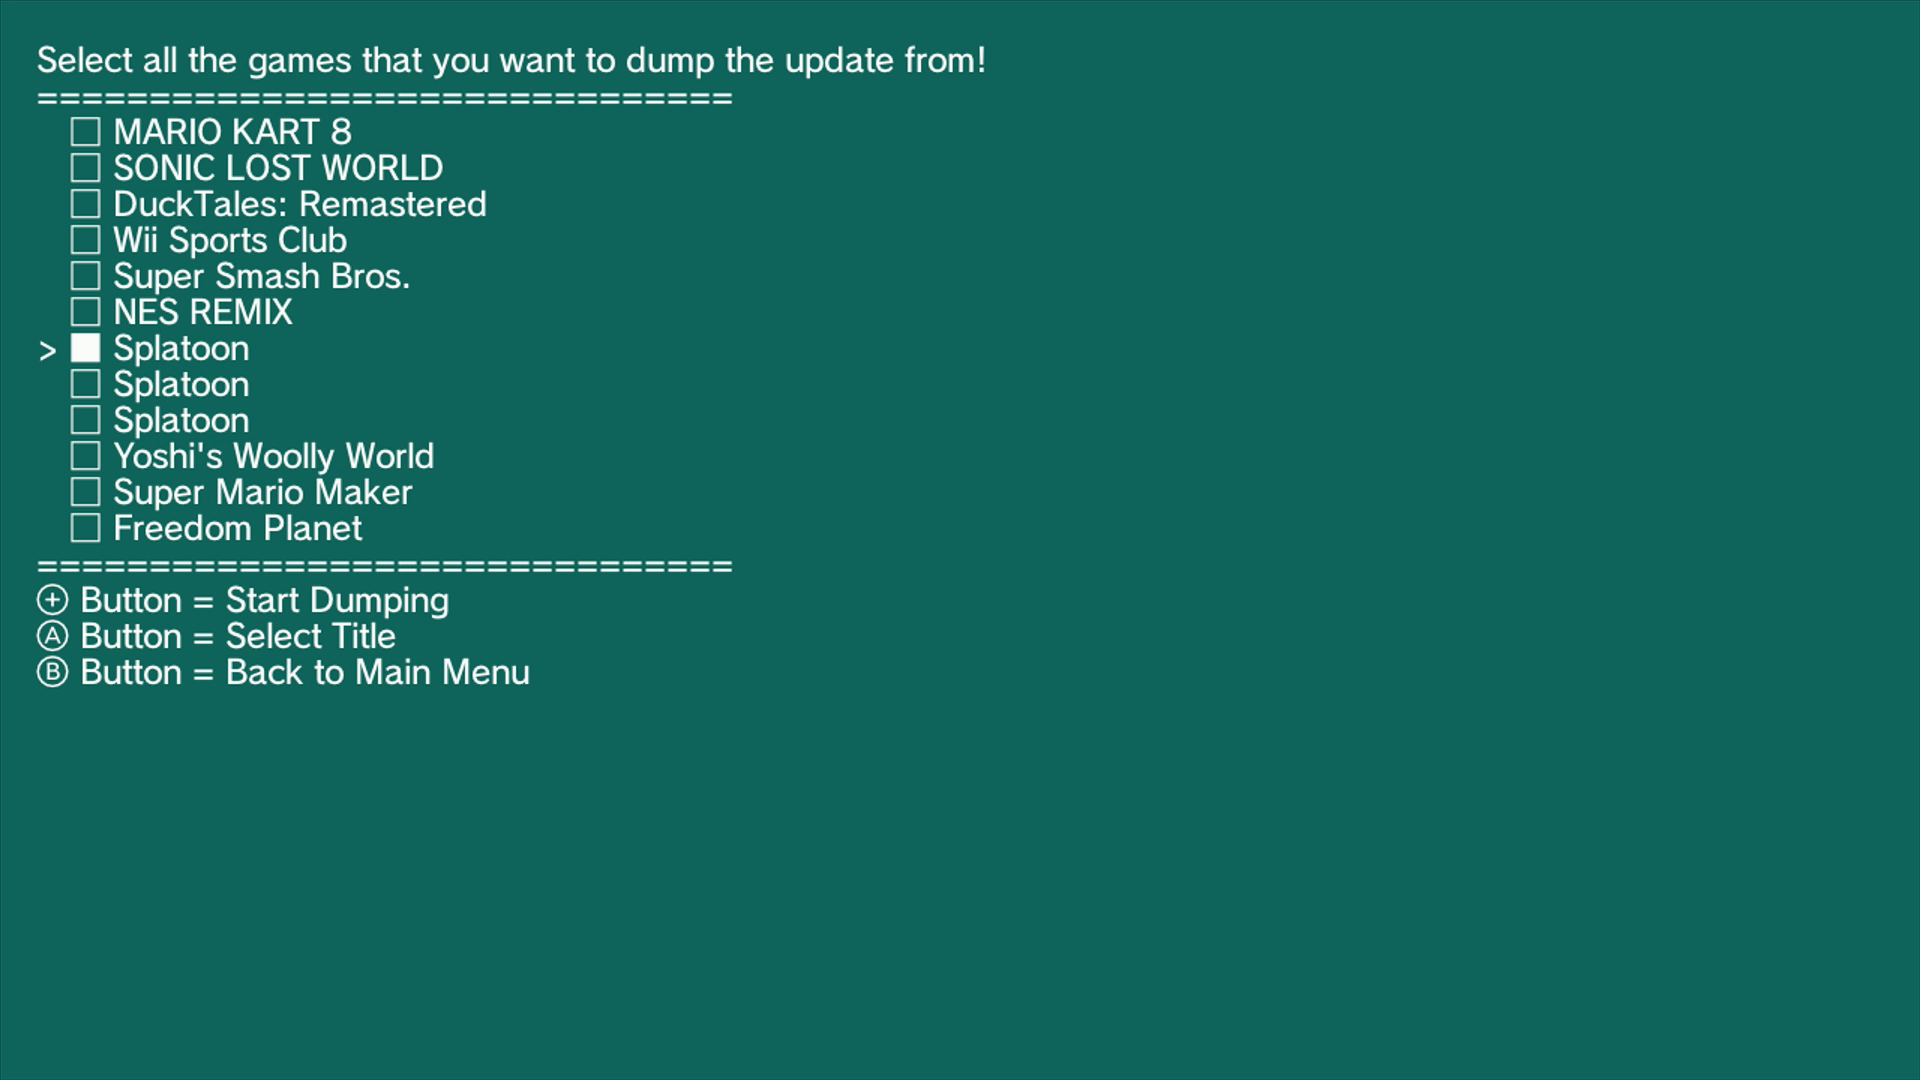 Select all the games that you want to dump the update from!
===============================
□ MARIO KART 8
□ SONIC LOST WORLD
□ DuckTales: Remastered
□ Wii Sports Club
□ Super Smash Bros.
□ NES REMIX
> ■ Splatoon
□ Splatoon
□ Splatoon
□ Yoshi's Woolly World
□ Super Mario Maker
□ Freedom Planet
===============================
⊕ Button = Start Dumping
Ⓐ Button = Select Title
Ⓑ Button = Back to Main Menu